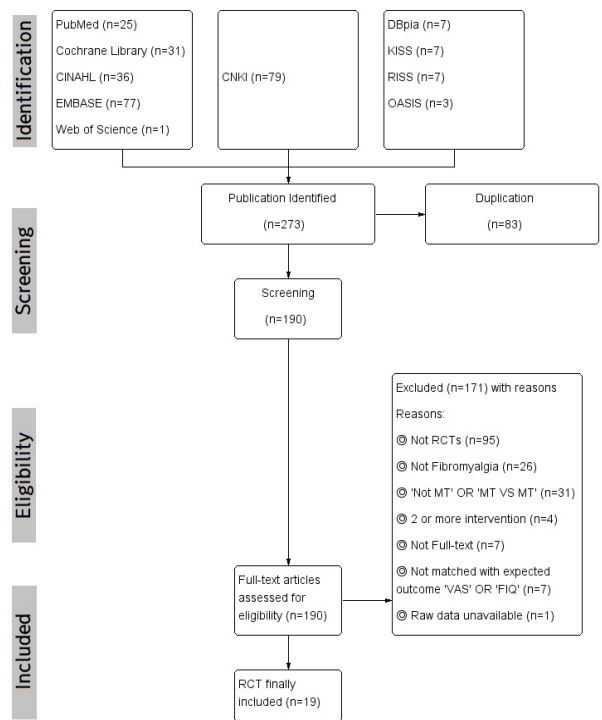 Identification
PubMed (n=25)
Cochrane Library (n=31)
CINAHL (n=36)
EMBASE (n=77)
Web of Science (n=1)
CNKI (n=79)
DBpia (n=7)
KISS (n=7)
RISS (n=7)
OASIS (n=3)
Publication Identified
(n=273)
Duplication
(n=83)
Screening
Screening
(n=190)
Eligibility
Excluded (n=171) with reasons
Reasons:
◎ Not RCTs (n=95)
◎ Not Fibromyalgia (n=26)
◎ 'Not MT' OR 'MT VS MT' (n=31)
◎ 2 or more intervention (n=4)
◎ Not Full-text (n=7)
◎ Not matched with expected
outcome 'VAS' OR 'FIQ' (n=7)
◎ Raw data unavailable (n=1)
Full-text articles
assessed for
eligibility (n=190)
Included
RCT finally
included (n=19)